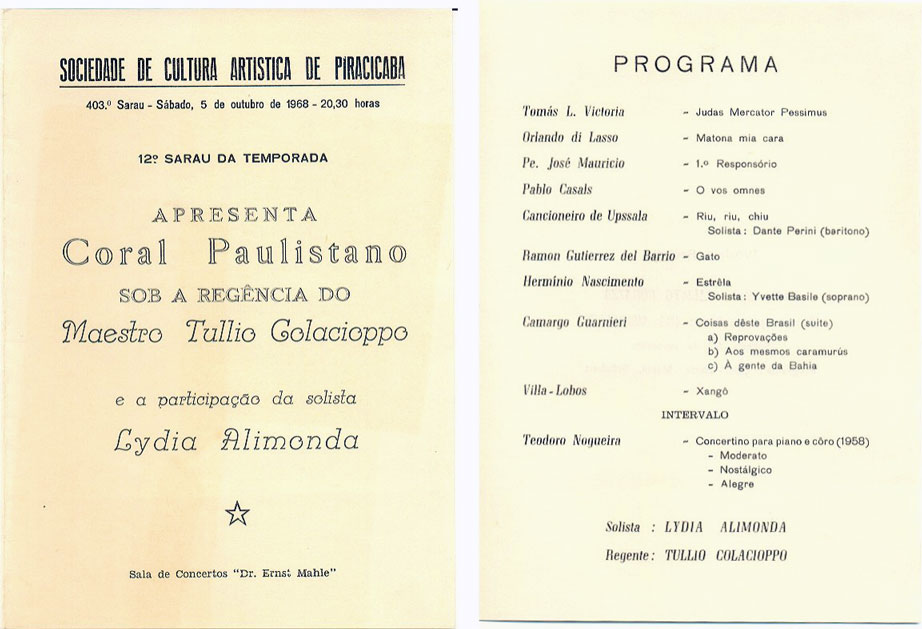 SOCIEDADE DE CULTURA ARTISTICA DE PIRACICABA
403.º Sarau - Sábado, 5 de outubro de 1968 - 20,30 horas
12º SARAU DA TEMPORADA
APRESENTA
Coral Paulistano
SOB A REGÊNCIA DO
Maestro Tullio Colacioppo
e a participação da solista
Lydia Alimonda
Sala de Concertos "Dr. Ernst Mahle"
PROGRAMA
Tomás L. Victoria - Judas Mercator Pessimus
Orlando di Lasso - Matona mia cara
Pe. José Maurício - 1.º Responsório
Pablo Casals - O vos omnes
Cancioneiro de Upssala - Riu, riu, chiu
Solista: Dante Perini (baritono)
Ramon Gutierrez del Barrio - Gato
Hermínio Nascimento - Estrêla
Solista: Yvette Basile (soprano)
Camargo Guarnieri - Coisas dêste Brasil (suite)
a) Reprovações
b) Aos mesmos caramurús
c) À gente da Bahia
Villa-Lobos - Xangô
INTERVALO
Teodoro Nogueira - Concertino para piano e côro (1958)
- Moderato
- Nostálgico
- Alegre
Solista : LYDIA ALIMONDA
Regente : TULLIO COLACIOPPO